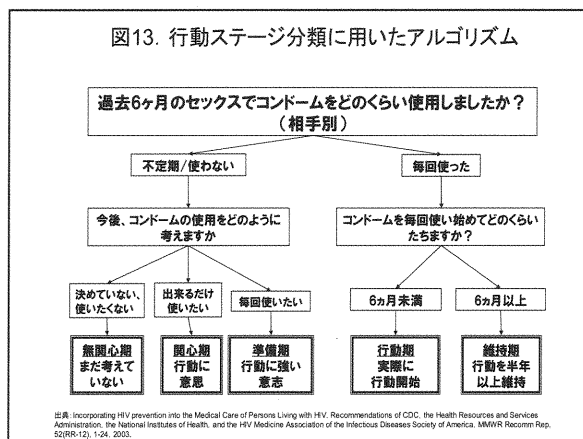 図13. 行動ステージ分類に用いたアルゴリズム
過去6ヶ月のセックスでコンドームをどのくらい使用しましたか？
（相手別）
不定期/使わない
毎回使った
今後、コンドームの使用をどのように
考えますか
コンドームを毎回使い始めてどのくらい
たちますか？
決めていない、
使いたくない
出来るだけ
使いたい
毎回使いたい
6ヵ月未満
6ヵ月以上
無関心期
まだ考えて
いない
関心期
行動に
意思
準備期
行動に強い
意志
行動期
実際に
行動開始
維持期
行動を半年
以上維持
出典: Incorporating HIV prevention into the Medical Care of Persons Living with HIV. Recommendations of CDC, the Health Resources and Services
Administration, the National Institutes of Health, and the HIV Medicine Association of the Infectious Diseases Society of America. MMWR Recomm Rep,
52(RR-12), 1-24, 2003.